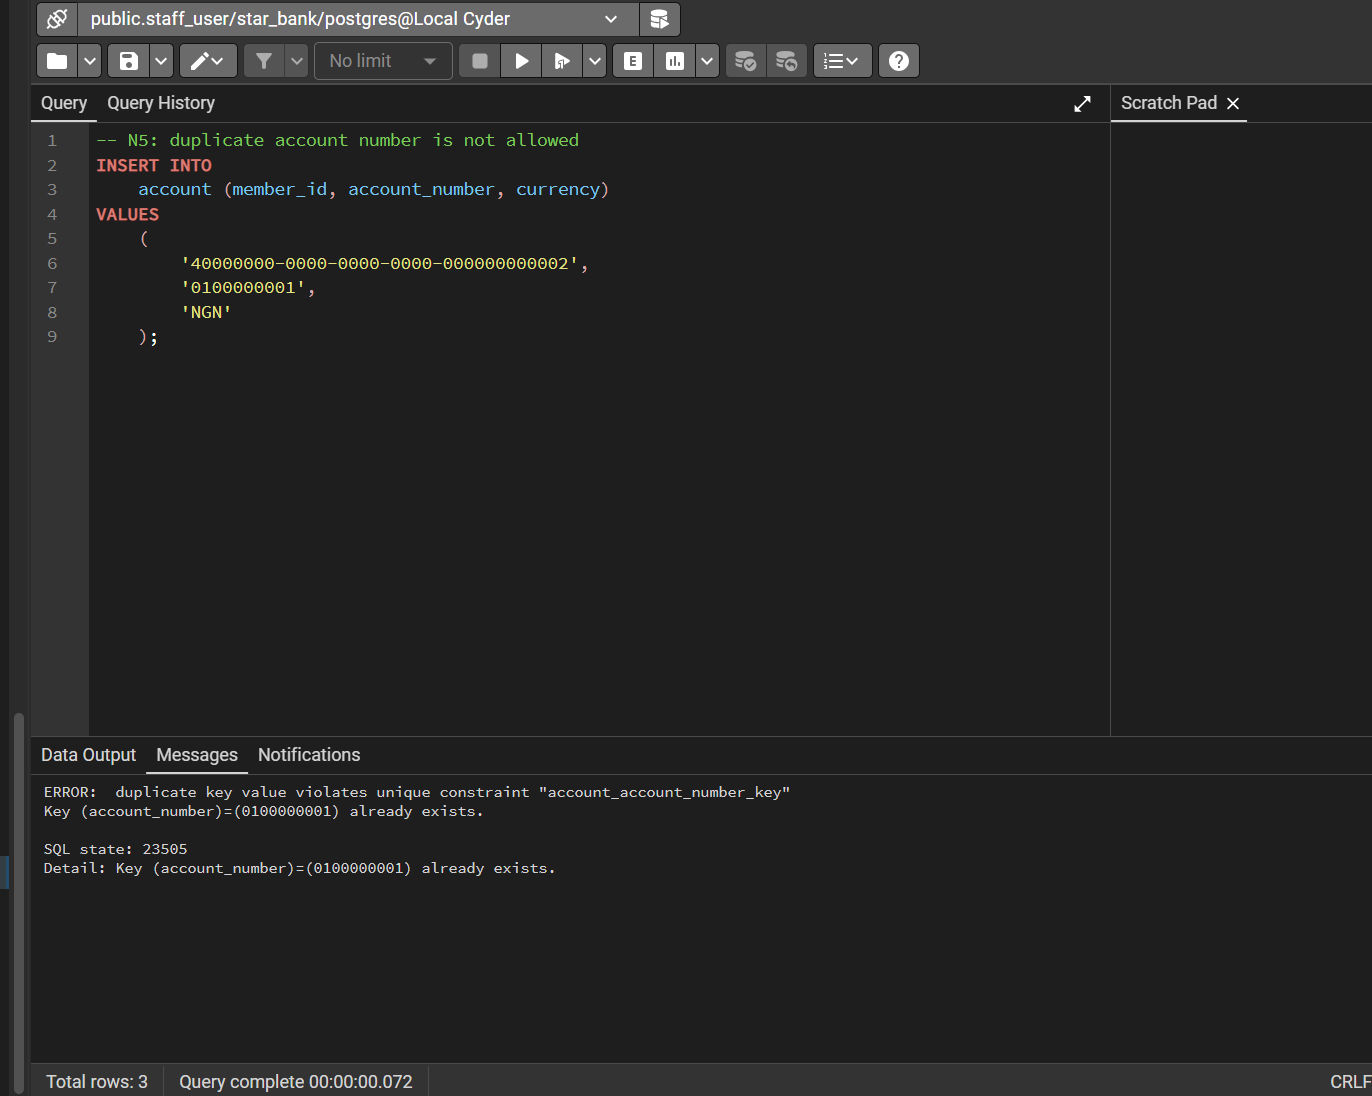 public.staff_user/star_bank/postgres@Local Cyder
No limit
E
Query Query History
Scratch Pad
1 -- N5: duplicate account number is not allowed
2 INSERT INTO
3 account (member_id, account_number, currency)
4 VALUES
5 (
6 '40000000-0000-0000-0000-000000000002',
7 '0100000001',
8 'NGN'
9 );
Data Output Messages Notifications
ERROR: duplicate key value violates unique constraint "account_account_number_key"
Key (account_number)=(0100000001) already exists.
SQL state: 23505
Detail: Key (account_number)=(0100000001) already exists.
Total rows: 3 Query complete 00:00:00.072 CRLF